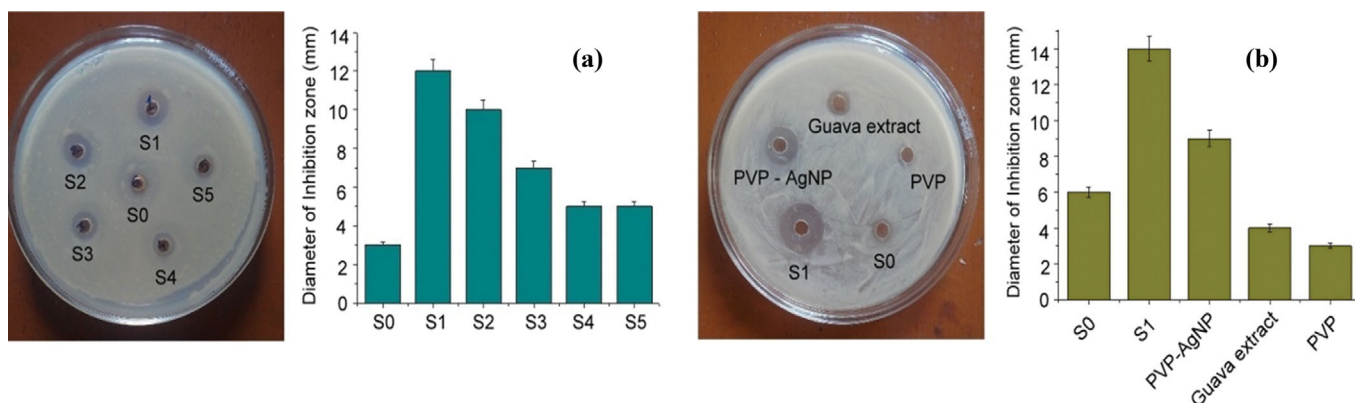 S1
S2
S5
S0
S3
S4
Diameter of Inhibition zone (mm)
14
12
10
8
6
4
2
0
S0 S1 S2 S3 S4 S5
(a)
Guava extract
PVP - AgNP
PVP
S1
S0
Diameter of Inhibition zone (mm)
14
12
10
8
6
4
2
0
S0 S1 PVP-AgNP Guava extract PVP
(b)